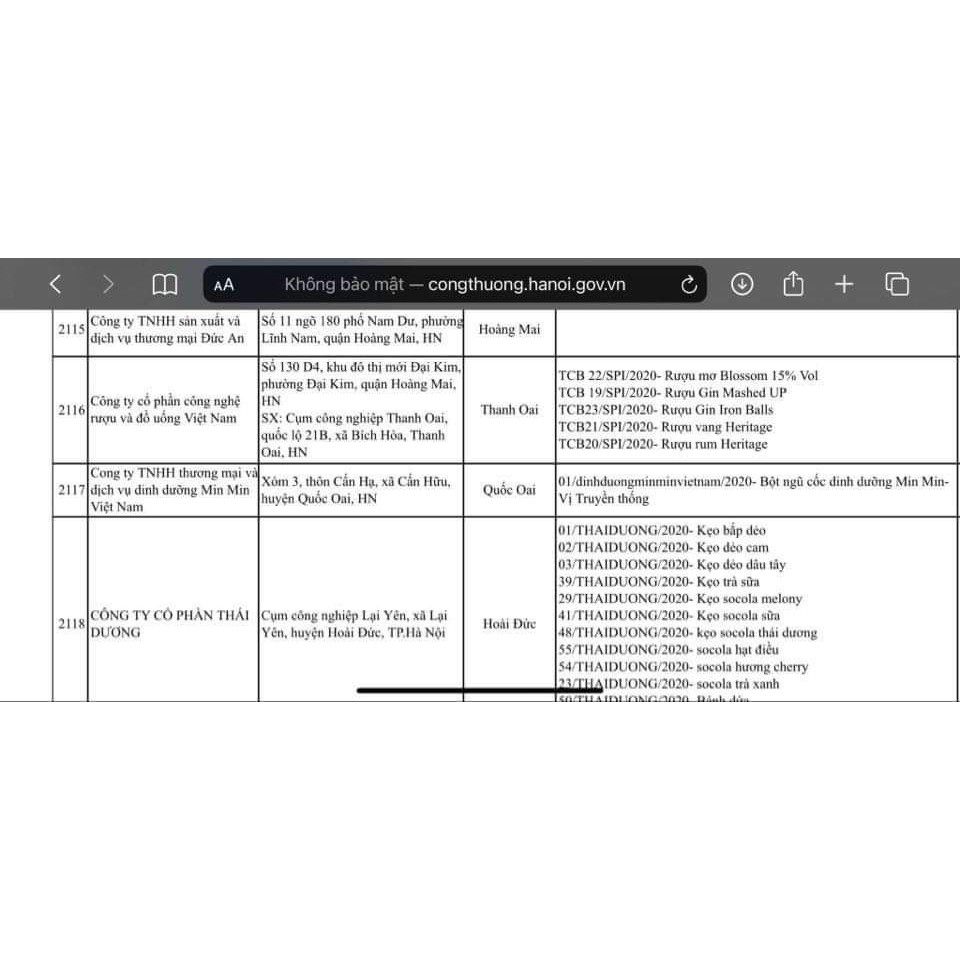 AA Không bảo mật — congthuong.hanoi.gov.vn
2115
Công ty TNHH sản xuất và
dịch vụ thương mại Đức An
Số 11 ngõ 180 phố Nam Dư, phường
Lĩnh Nam, quận Hoàng Mai, HN
Hoàng Mai
2116
Công ty cổ phần công nghệ
rượu và đồ uống Việt Nam
Số 130 D4, khu đô thị mới Đại Kim,
phường Đại Kim, quận Hoàng Mai,
HN
SX: Cụm công nghiệp Thanh Oai,
quốc lộ 21B, xã Bích Hòa, Thanh
Oai, HN
Thanh Oai
TCB 22/SPI/2020- Rượu mơ Blossom 15% Vol
TCB 19/SPI/2020- Rượu Gin Mashed UP
TCB23/SPI/2020- Rượu Gin Iron Balls
TCB21/SPI/2020- Rượu vang Heritage
TCB20/SPI/2020- Rượu rum Heritage
2117
Cong ty TNHH thương mại và
dịch vụ dinh dưỡng Min Min
Việt Nam
Xóm 3, thôn Cấn Hạ, xã Cấn Hữu,
huyện Quốc Oai, HN
Quốc Oai
01/dinhduongminminvietnam/2020- Bột ngũ cốc dinh dưỡng Min Min-
Vị Truyền thống
2118
CÔNG TY CỔ PHẦN THÁI
DƯƠNG
Cụm công nghiệp Lại Yên, xã Lại
Yên, huyện Hoài Đức, TP.Hà Nội
Hoài Đức
01/THAIDUONG/2020- Kẹo bắp dẻo
02/THAIDUONG/2020- Kẹo dẻo cam
03/THAIDUONG/2020- Kẹo dẻo dâu tây
39/THAIDUONG/2020- Kẹo trà sữa
29/THAIDUONG/2020- Kẹo socola melony
41/THAIDUONG/2020- Kẹo socola sữa
48/THAIDUONG/2020- kẹo socola thái dương
55/THAIDUONG/2020- socola hạt điều
54/THAIDUONG/2020- socola hương cherry
23/THAIDUONG/2020- socola trà xanh